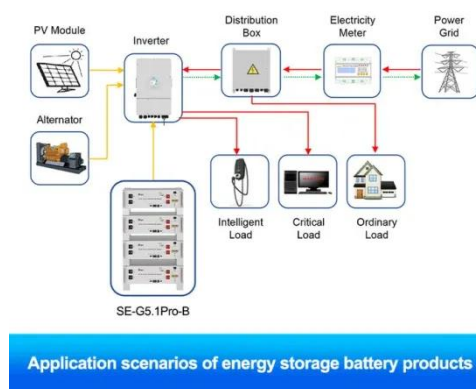 PV Module
Inverter
Distribution
Box
Electricity
Meter
Power
Grid
Alternator
Intelligent
Load
Critical
Load
Ordinary
Load
SE-G5.1Pro-B
Application scenarios of energy storage battery products